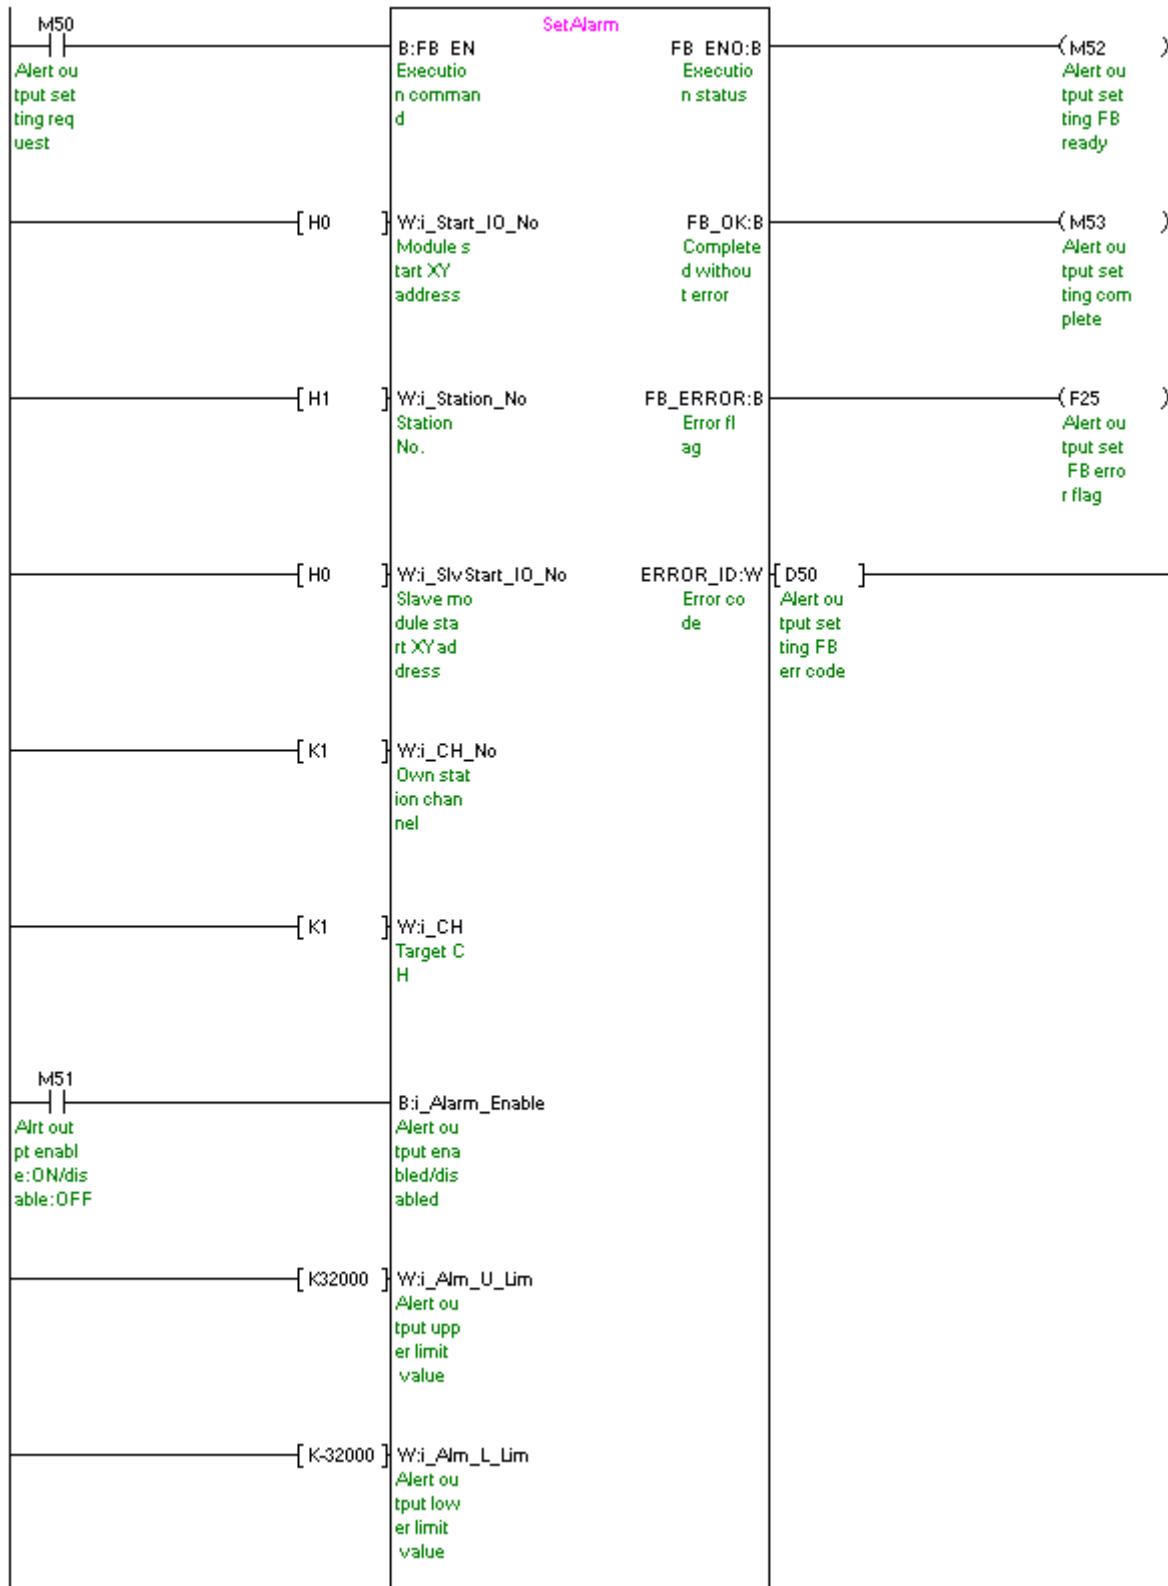 SetAlarm
M50
B:FB_EN
FB_ENO:B
M52
Alert ou
tput set
ting req
uest
Executio
n comman
d
Executio
n status
Alert ou
tput set
ting FB
ready
H0
W:i_Start_IO_No
FB_OK:B
M53
Module s
tart XY
address
Complete
d withou
t error
Alert ou
tput set
ting com
plete
H1
W:i_Station_No
FB_ERROR:B
F25
Station
No.
Error fl
ag
Alert ou
tput set
FB erro
r flag
H0
W:i_SlvStart_IO_No
ERROR_ID:W
D50
Slave mo
dule sta
rt XY ad
dress
Error co
de
Alert ou
tput set
ting FB
err code
K1
W:i_CH_No
Own stat
ion chan
nel
K1
W:i_CH
Target C
H
M51
B:i_Alarm_Enable
Alrt out
pt enabl
e:ON/dis
able:OFF
Alert ou
tput ena
bled/dis
abled
K32000
W:i_Alm_U_Lim
Alert ou
tput upp
er limit
value
K-32000
W:i_Alm_L_Lim
Alert ou
tput low
er limit
value